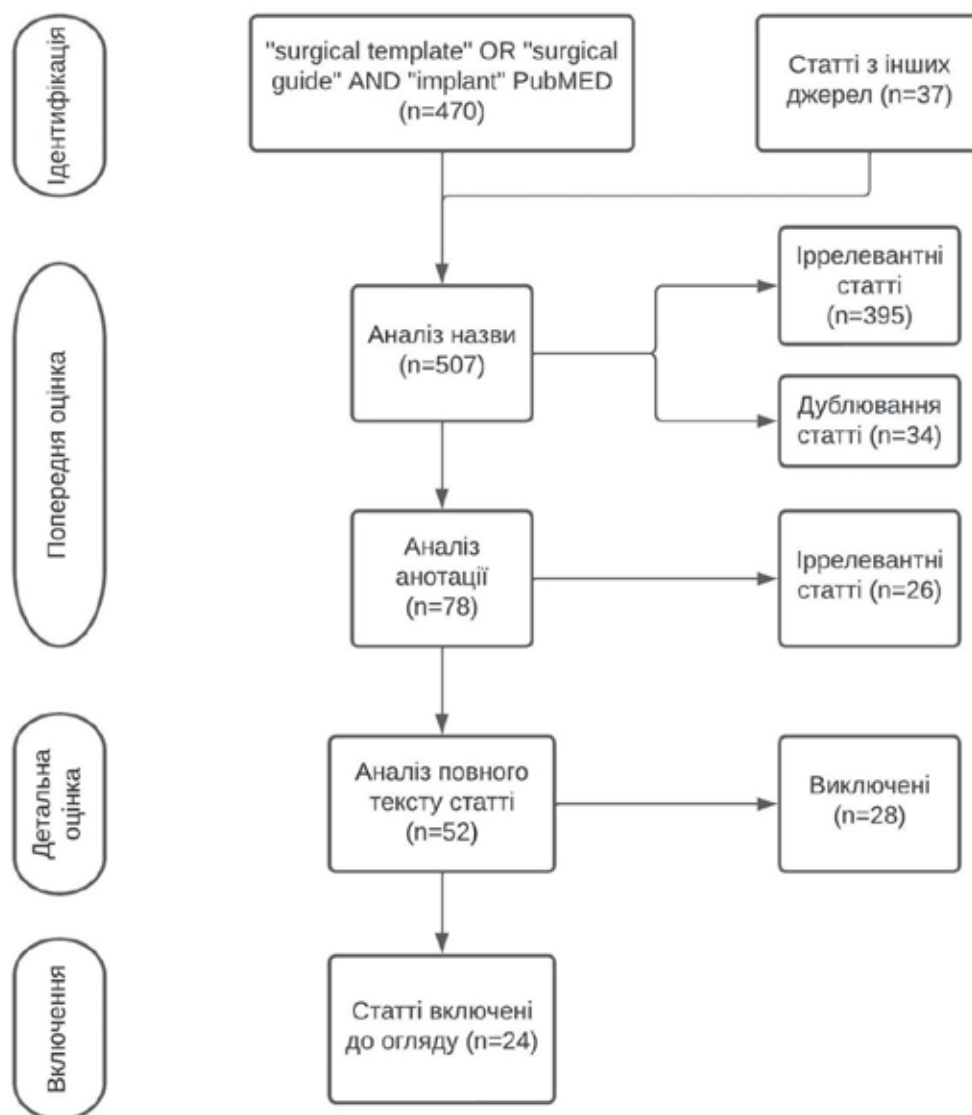 Ідентифікація
"surgical template" OR "surgical
guide" AND "implant" PubMED
(n=470)
Статті з інших
джерел (n=37)
Попередня оцінка
Аналіз назви
(n=507)
Іррелевантні
статті
(n=395)
Дублювання
статті (n=34)
Аналіз
анотації
(n=78)
Іррелевантні
статті (n=26)
Детальна
оцінка
Аналіз повного
тексту статті
(n=52)
Виключені
(n=28)
Включення
Статті включені
до огляду (n=24)